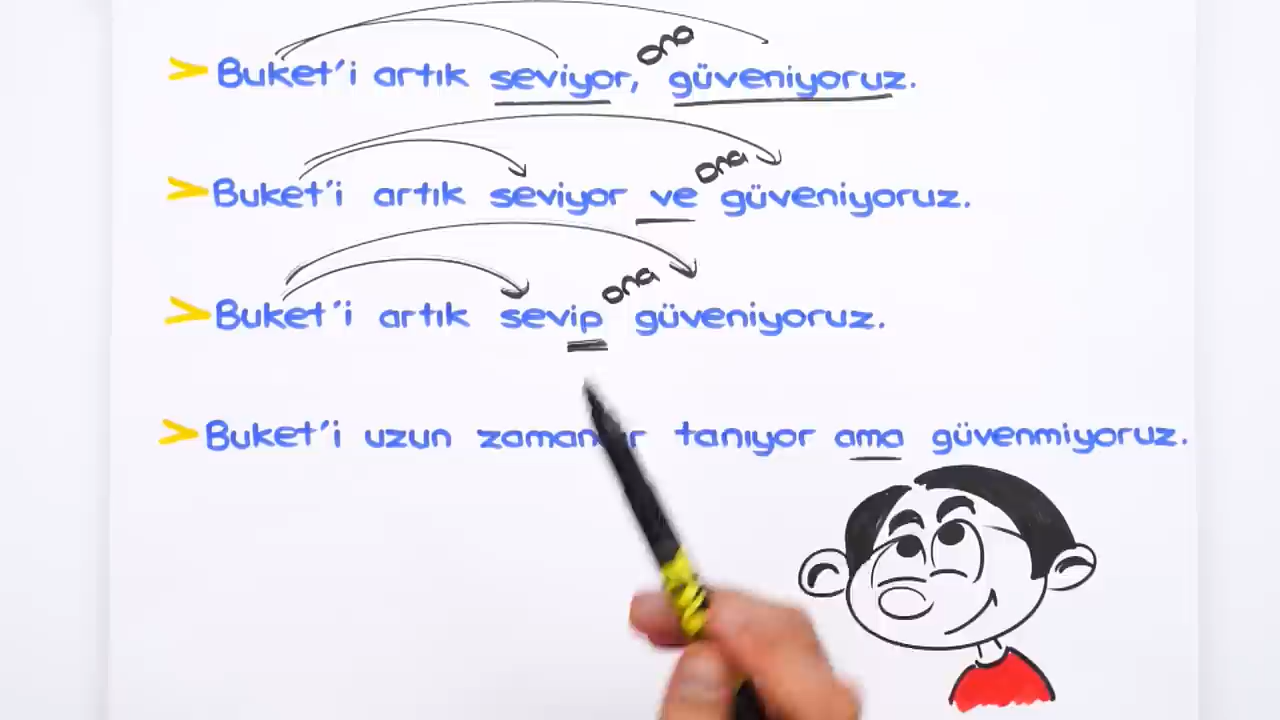 > Buket'i artık seviyor, ona güveniyoruz.
> Buket'i artık seviyor ve ona güveniyoruz.
> Buket'i artık sevip ona güveniyoruz.
> Buket'i uzun tanıyor ama güvenmiyoruz.